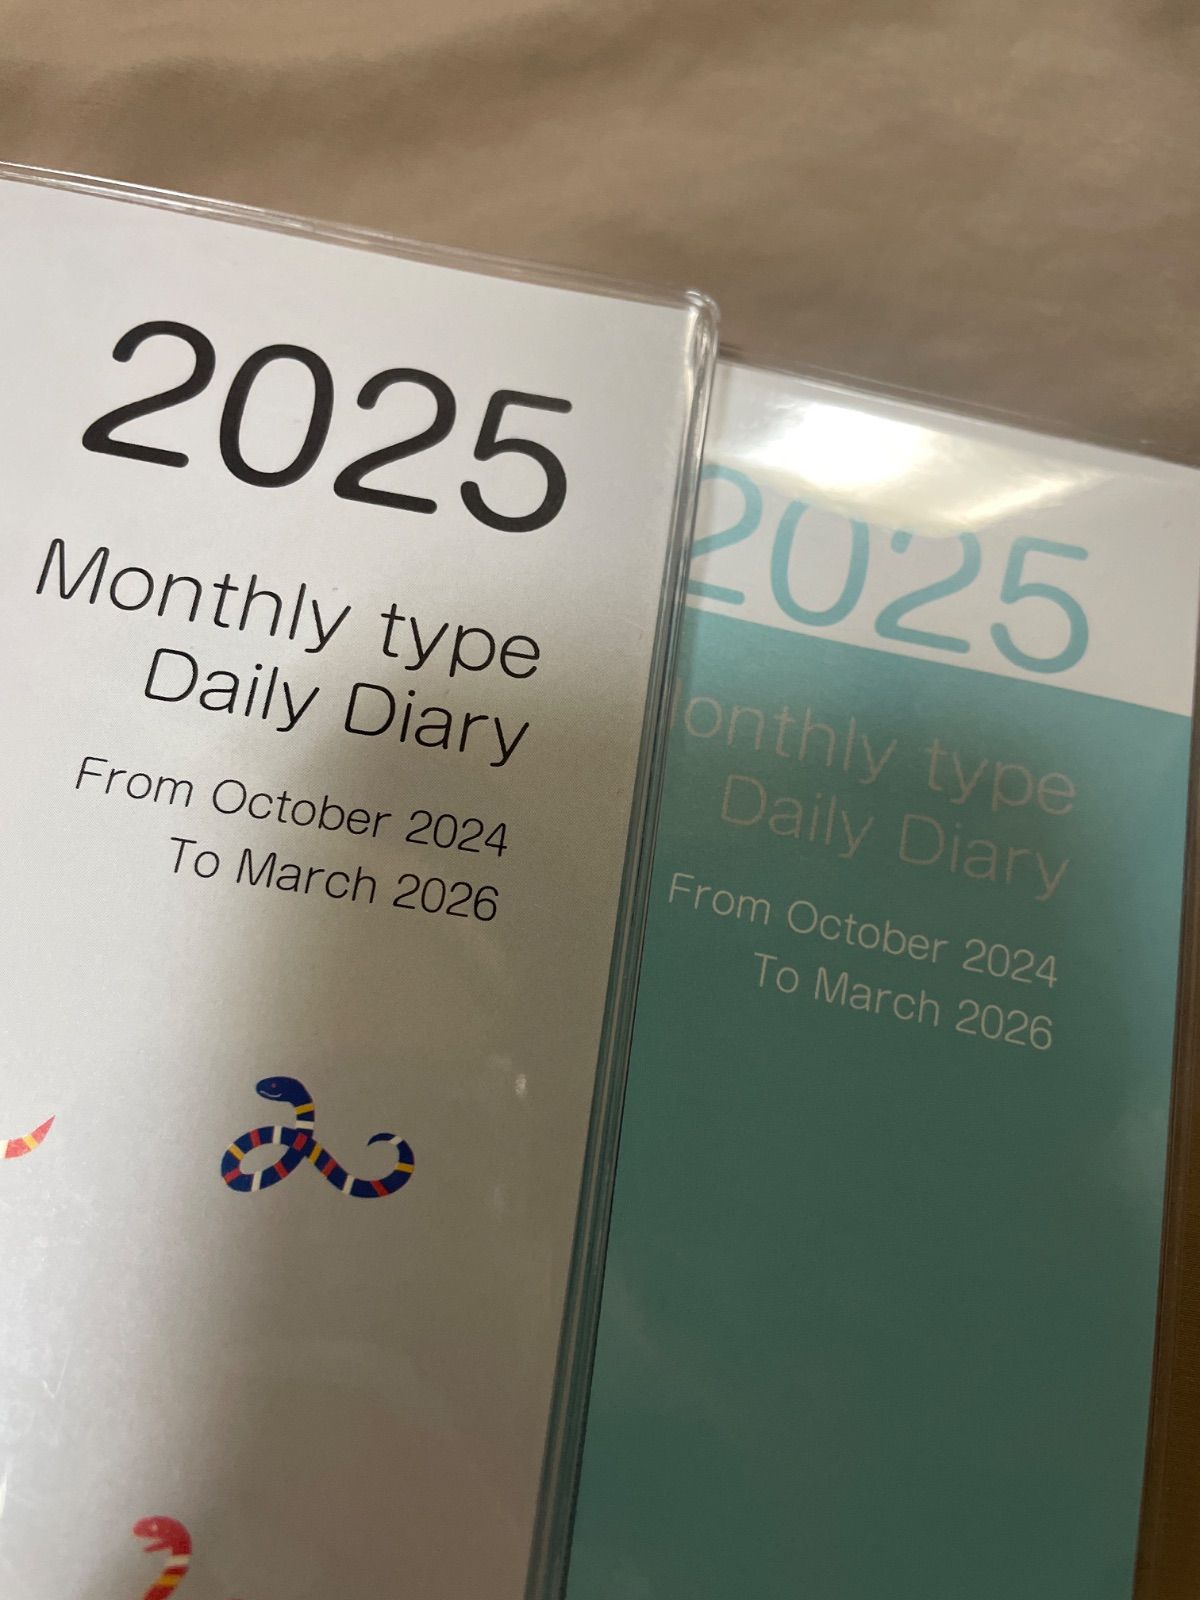 2025
Monthly type
Daily Diary
From October 2024
To March 2026
2025
onthly type
Daily Diary
From October 2024
To March 2026